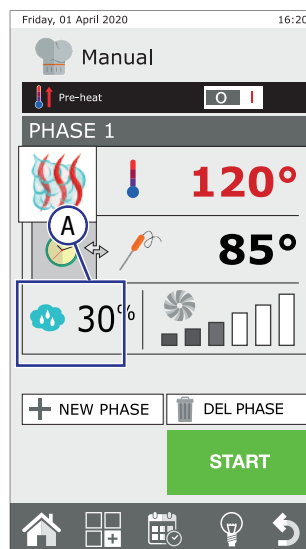 Friday, 01 April 2020 16:20
Manual
Pre-heat O I
PHASE 1
120°
A
85°
30%
NEW PHASE DEL PHASE
START